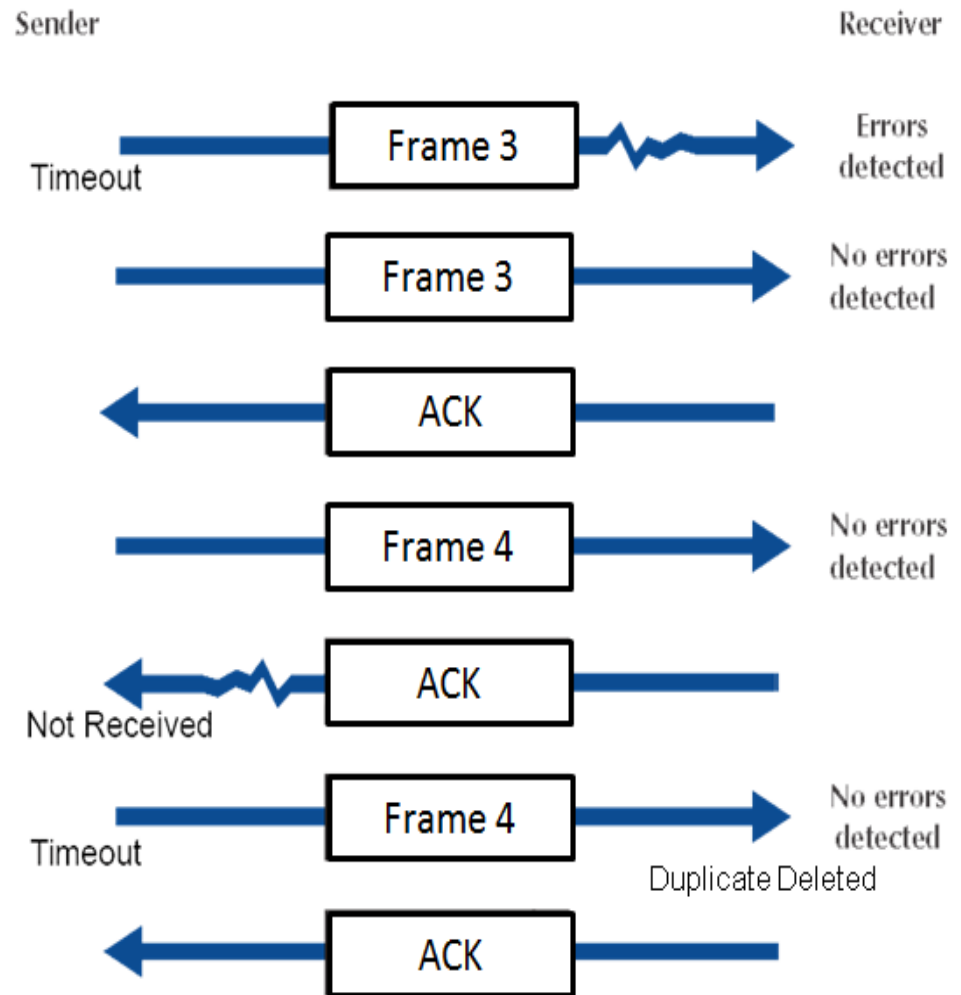 Sender
Receiver
Frame 3
Errors
detected
Timeout
Frame 3
No errors
detected
ACK
Frame 4
No errors
detected
ACK
Not Received
Frame 4
No errors
detected
Timeout
Duplicate Deleted
ACK